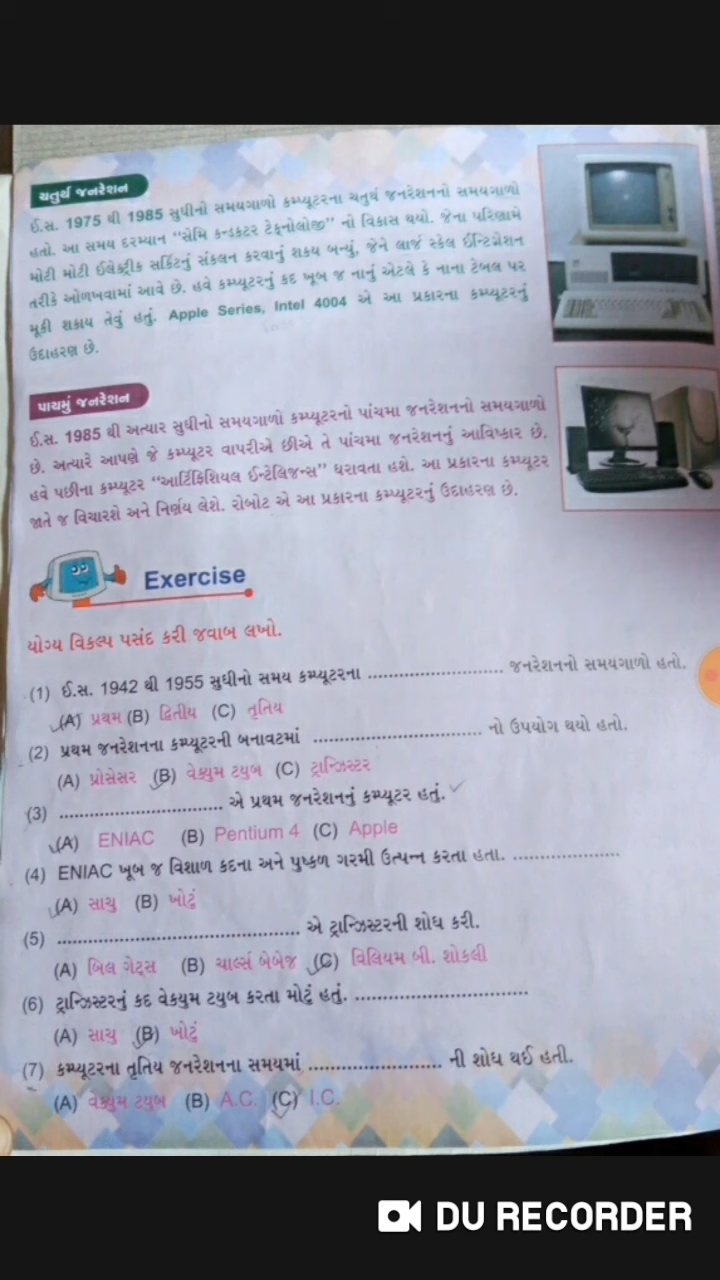 ચતુર્થ જનરેશન
ઈ.સ. 1975 થી 1985 સુધીનો સમયગાળો કમ્પ્યૂટરના ચતુર્થ જનરેશનનો સમયગાળો
હતો. આ સમય દરમ્યાન “સેમિ કન્ડકટર ટેક્નોલોજી” નો વિકાસ થયો. જેના પરિણામે
મોટી મોટી ઈલેક્ટ્રીક સર્કિટનું સંકલન કરવાનું શક્ય બન્યું, જેને લાર્જ સ્કેલ ઈન્ટિગ્રેશન
તરીકે ઓળખવામાં આવે છે. હવે કમ્પ્યૂટરનું કદ ખૂબ જ નાનું એટલે કે નાના ટેબલ પર
મૂકી શકાય તેવું હતું. Apple Series, Intel 4004 એ આ પ્રકારના કમ્પ્યૂટરનું
ઉદાહરણ છે.
પાચમું જનરેશન
ઈ.સ. 1985 થી અત્યાર સુધીનો સમયગાળો કમ્પ્યૂટરનો પાંચમા જનરેશનનો સમયગાળો
છે. અત્યારે આપણે જે કમ્પ્યૂટર વાપરીએ છીએ તે પાંચમા જનરેશનનું આવિષ્કાર છે.
હવે પછીના કમ્પ્યૂટર “આર્ટિફિશિયલ ઈન્ટેલિજન્સ” ધરાવતા હશે. આ પ્રકારના કમ્પ્યૂટર
જાતે જ વિચારશે અને નિર્ણય લેશે. રોબોટ એ આ પ્રકારના કમ્પ્યૂટરનું ઉદાહરણ છે.
Exercise
યોગ્ય વિકલ્પ પસંદ કરી જવાબ લખો.
(1) ઈ.સ. 1942 થી 1955 સુધીનો સમય કમ્પ્યૂટરના ........................ જનરેશનનો સમયગાળો હતો.
(A) પ્રથમ (B) દ્વિતીય (C) તૃતિય
(2) પ્રથમ જનરેશનના કમ્પ્યૂટરની બનાવટમાં ............................. નો ઉપયોગ થયો હતો.
(A) પ્રોસેસર (B) વેક્યુમ ટયુબ (C) ટ્રાન્ઝિસ્ટર
(3) ............................. એ પ્રથમ જનરેશનનું કમ્પ્યૂટર હતું.
(A) ENIAC (B) Pentium 4 (C) Apple
(4) ENIAC ખૂબ જ વિશાળ કદના અને પુષ્કળ ગરમી ઉત્પન્ન કરતા હતા. ...................
(A) સાચુ (B) ખોટું
(5) ........................................... એ ટ્રાન્ઝિસ્ટરની શોધ કરી.
(A) બિલ ગેટ્સ (B) ચાર્લ્સ બેબેજ (C) વિલિયમ બી. શોકલી
(6) ટ્રાન્ઝિસ્ટરનું કદ વેક્યુમ ટયુબ કરતા મોટું હતું. ..............................
(A) સાચુ (B) ખોટું
(7) કમ્પ્યૂટરના તૃતિય જનરેશનના સમયમાં ........................ ની શોધ થઈ હતી.
(A) વેક્યુમ ટયુબ (B) A.C. (C) I.C.
DU RECORDER